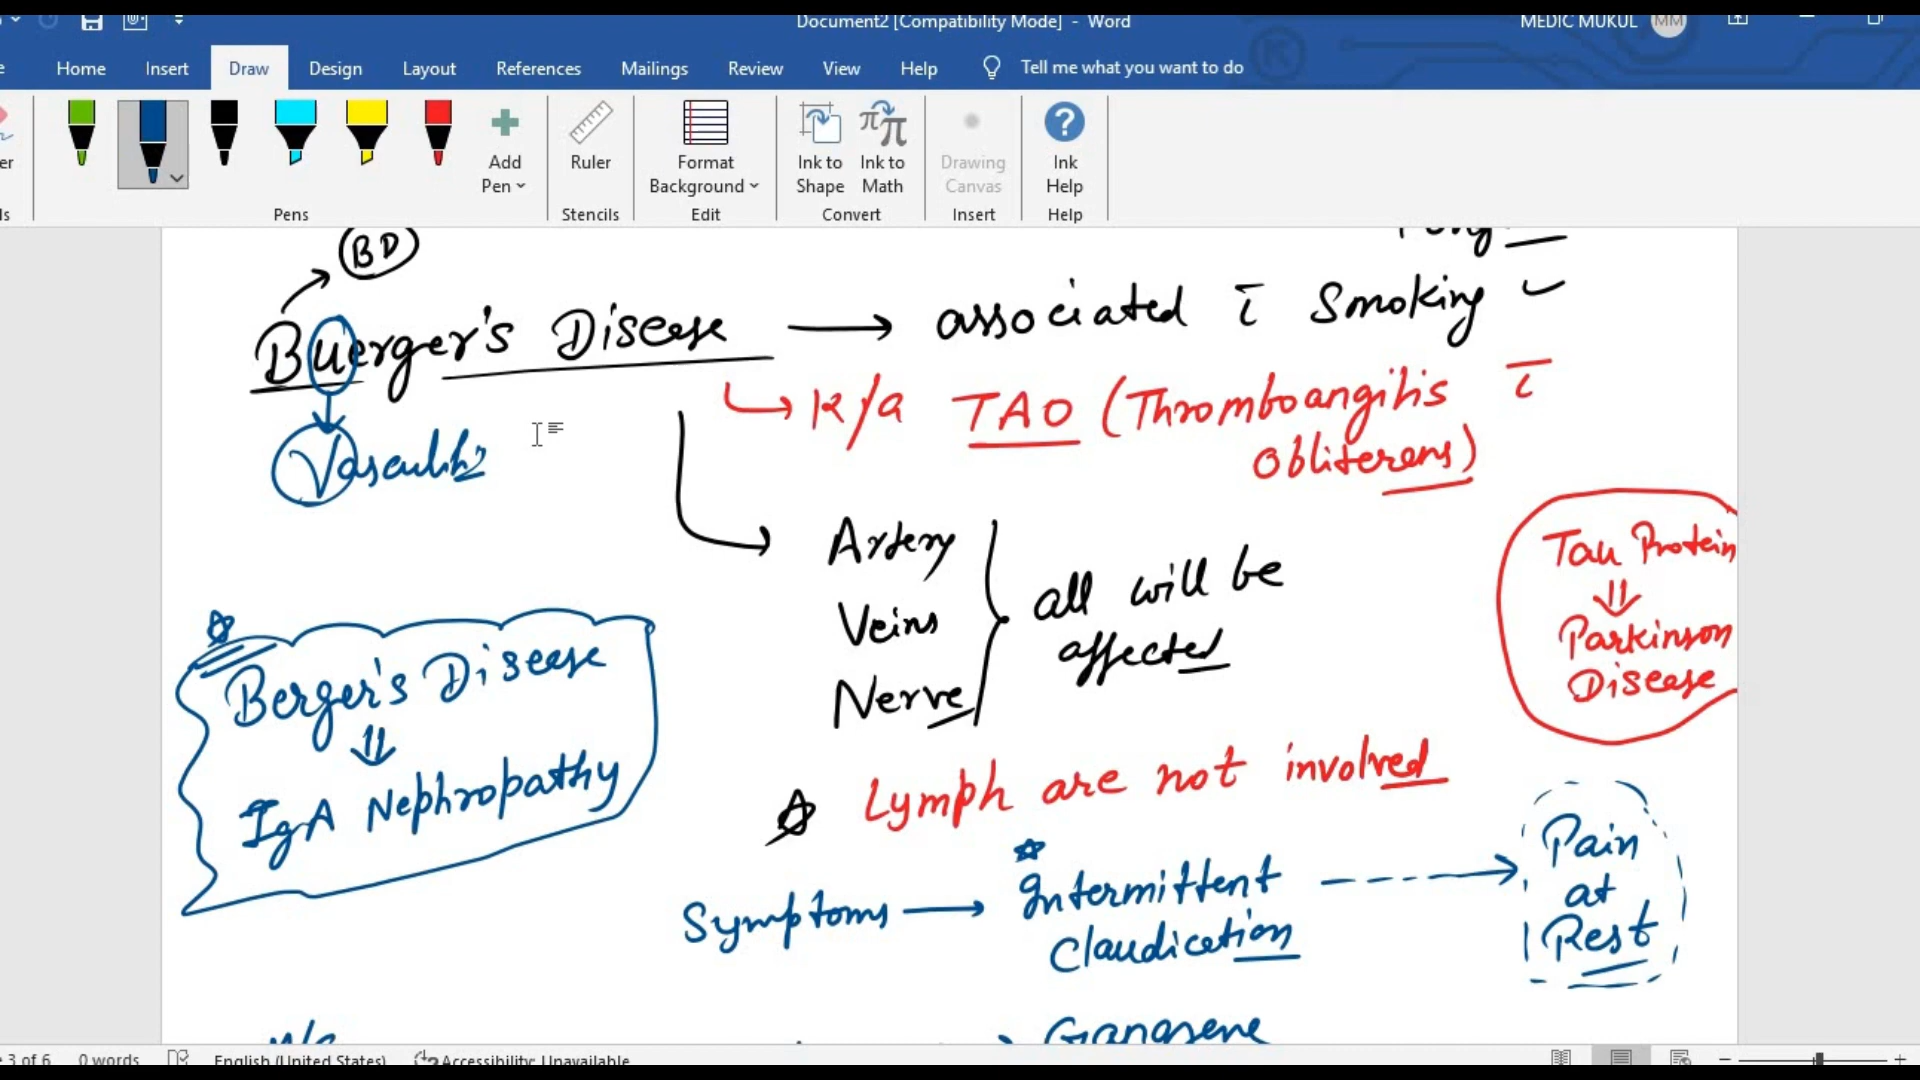 Document2 [Compatibility Mode] - Word
MEDIC MUKUL MM
Home Insert Draw Design Layout References Mailings Review View Help Tell me what you want to do
Add Pen
Ruler
Format Background
Ink to Shape
Ink to Math
Drawing Canvas
Ink Help
Pens Stencils Edit Convert Insert Help
BD
Buerger's Disease → associated c̄ Smoking
K/a TAO (Thromboangitis
Obliterans)
Vasculitis
Artery
Veins
Nerve
all will be
affected
Tau Protein
⇓
Parkinson
Disease
Berger's Disease
⇓
IgA Nephropathy
Lymph are not involved
Symptoms → Intermittent
Claudication
Pain
at
Rest
Gangrene
3 of 6 0 words English (United States) Accessibility: Unavailable